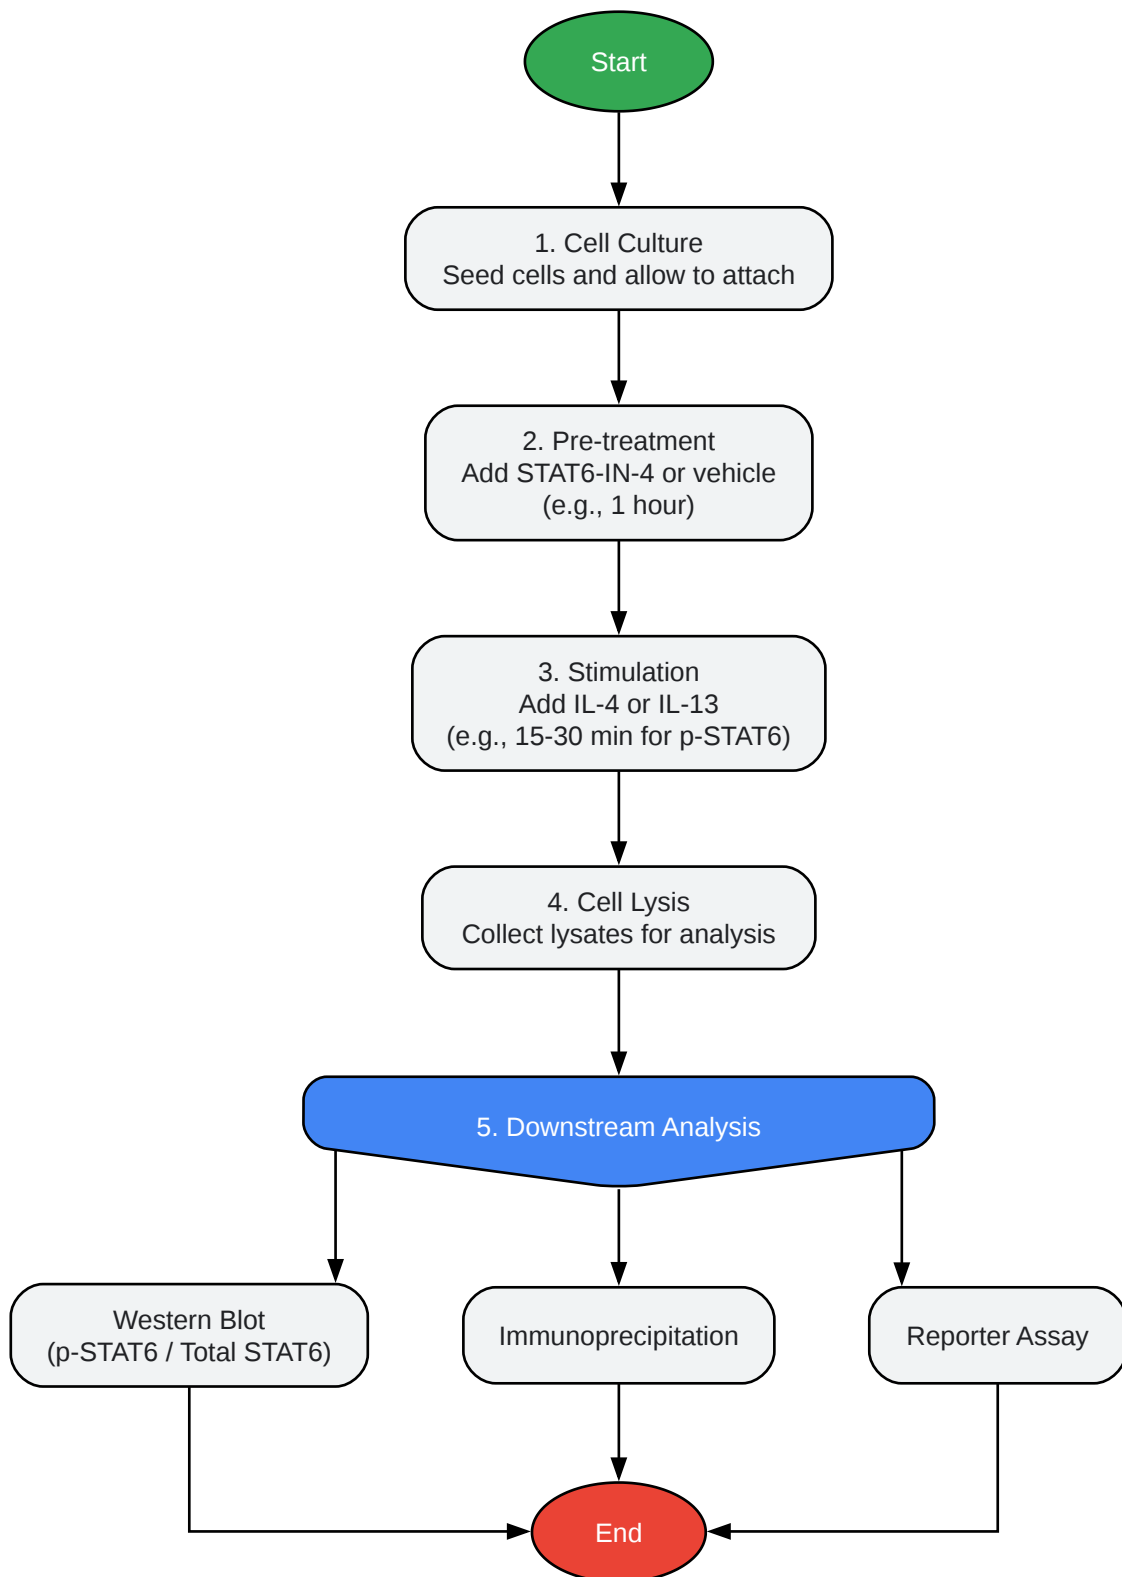 Start
1. Cell Culture
Seed cells and allow to attach
2. Pre-treatment
Add STAT6-IN-4 or vehicle
(e.g., 1 hour)
3. Stimulation
Add IL-4 or IL-13
(e.g., 15-30 min for p-STAT6)
4. Cell Lysis
Collect lysates for analysis
5. Downstream Analysis
Western Blot
(p-STAT6 / Total STAT6)
Immunoprecipitation
Reporter Assay
End